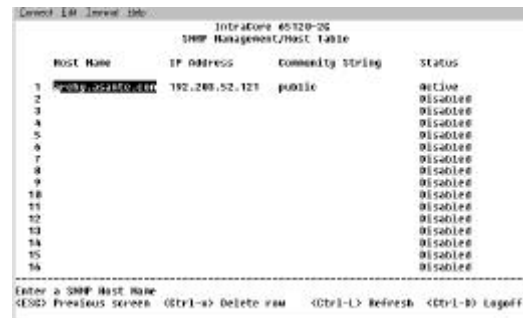 Connect Edit Terminal Help
IntraCore 65120-2G
SNMP Management/Host Table
Host Name IP Address Community String Status
1 192.203.52.121 public Active
2 Disabled
3 Disabled
4 Disabled
5 Disabled
6 Disabled
7 Disabled
8 Disabled
9 Disabled
10 Disabled
11 Disabled
12 Disabled
13 Disabled
14 Disabled
15 Disabled
16 Disabled
Enter a SNMP Host Name
<ESC> Previous screen <Ctrl-x> Delete row <Ctrl-L> Refresh <Ctrl-D> Logoff